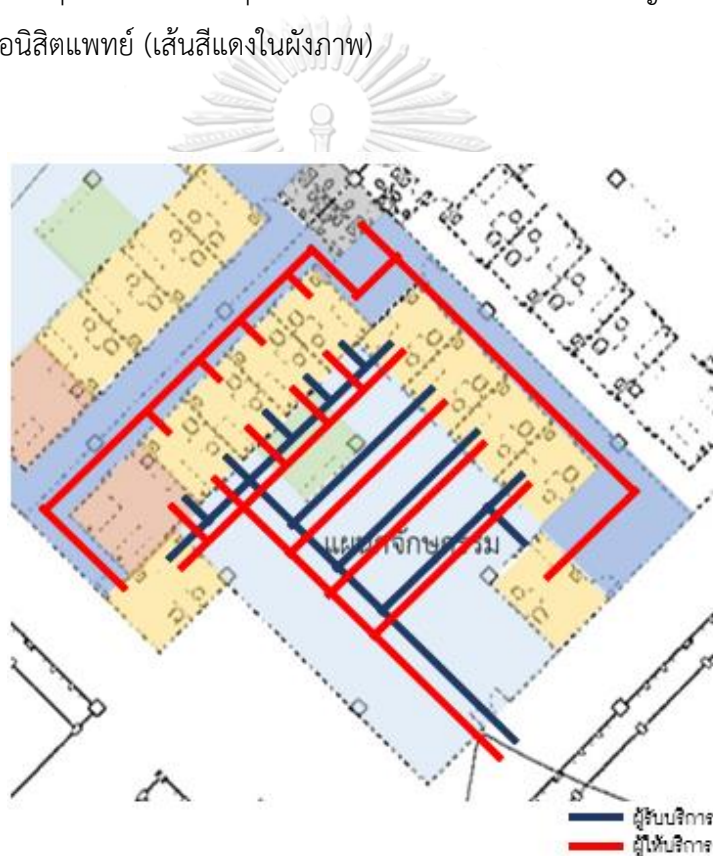 อนิสิตแพทย์ (เส้นสีแดงในผังภาพ)
แผนกจักษุกรรม
ผู้รับบริการ
ผู้ให้บริการ